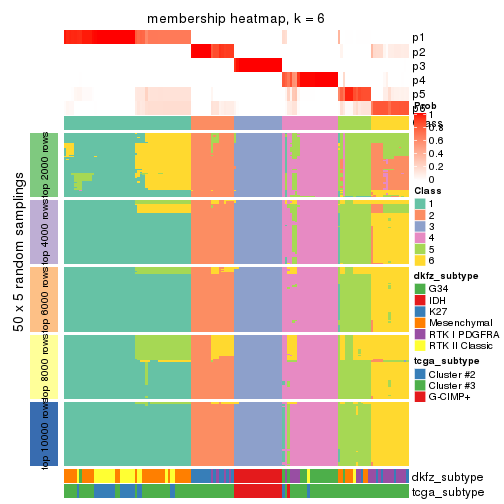 membership heatmap, k = 6
p1
p2
p3
p4
p5
p6
Class
Prob
1
0.8
0.6
0.4
0.2
0
Class
1
2
3
4
5
6
dkfz_subtype
G34
IDH
K27
Mesenchymal
RTK I PDGFRA
RTK II Classic
tcga_subtype
Cluster #2
Cluster #3
G-CIMP+
50 x 5 random samplings
top 2000 rows
top 4000 rows
top 6000 rows
top 8000 rows
top 10000 rows
dkfz_subtype
tcga_subtype